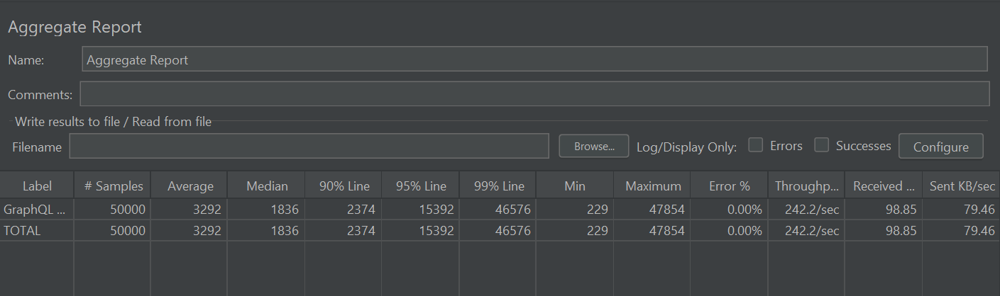 Aggregate Report
Name: Aggregate Report
Comments:
Write results to file / Read from file
Filename Browse... Log/Display Only: Errors Successes Configure
Label # Samples Average Median 90% Line 95% Line 99% Line Min Maximum Error % Throughp... Received ... Sent KB/sec
GraphQL ... 50000 3292 1836 2374 15392 46576 229 47854 0.00% 242.2/sec 98.85 79.46
TOTAL 50000 3292 1836 2374 15392 46576 229 47854 0.00% 242.2/sec 98.85 79.46